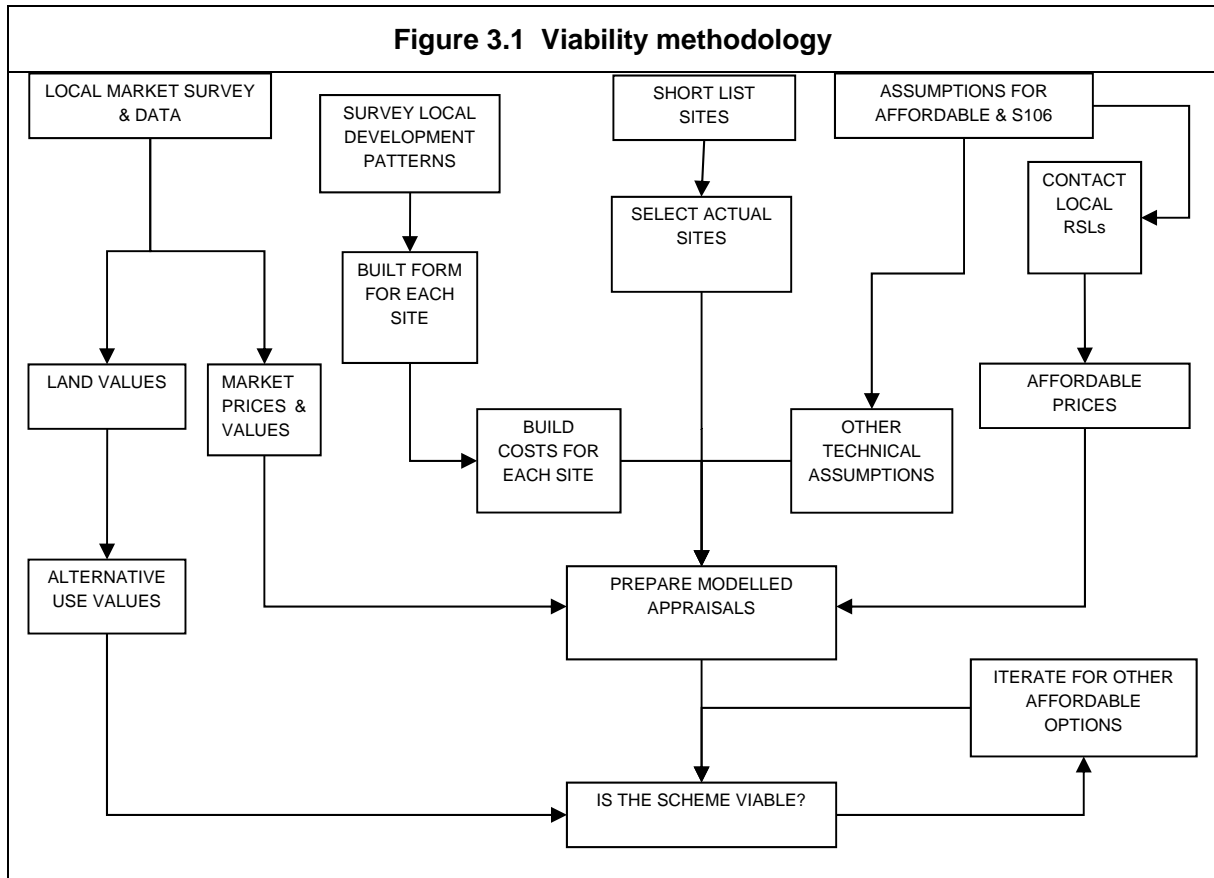 Figure 3.1 Viability methodology
LOCAL MARKET SURVEY
& DATA
SURVEY LOCAL
DEVELOPMENT
PATTERNS
SHORT LIST
SITES
ASSUMPTIONS FOR
AFFORDABLE & S106
CONTACT
LOCAL
RSLs
SELECT ACTUAL
SITES
BUILT FORM
FOR EACH
SITE
LAND VALUES
MARKET
PRICES &
VALUES
AFFORDABLE
PRICES
BUILD
COSTS FOR
EACH SITE
OTHER
TECHNICAL
ASSUMPTIONS
ALTERNATIVE
USE VALUES
PREPARE MODELLED
APPRAISALS
ITERATE FOR OTHER
AFFORDABLE
OPTIONS
IS THE SCHEME VIABLE?